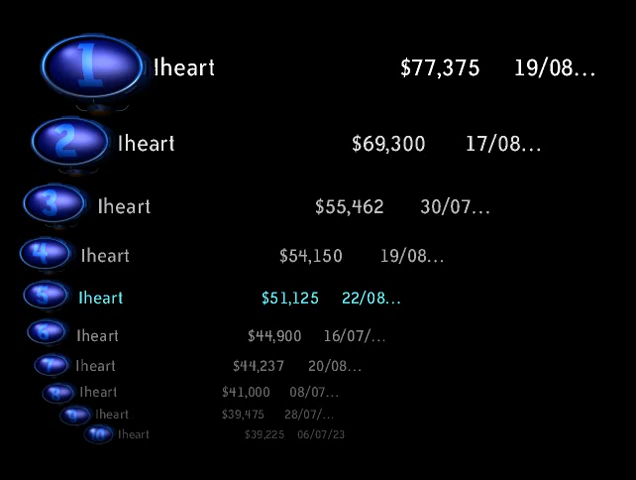 1 Iheart $77,375 19/08...
2 Iheart $69,300 17/08...
3 Iheart $55,462 30/07...
4 Iheart $54,150 19/08...
5 Iheart $51,125 22/08...
6 Iheart $44,900 16/07/...
7 Iheart $44,237 20/08...
8 Iheart $41,000 08/07...
9 Iheart $39,475 28/07/...
10 Iheart $39,225 06/07/23